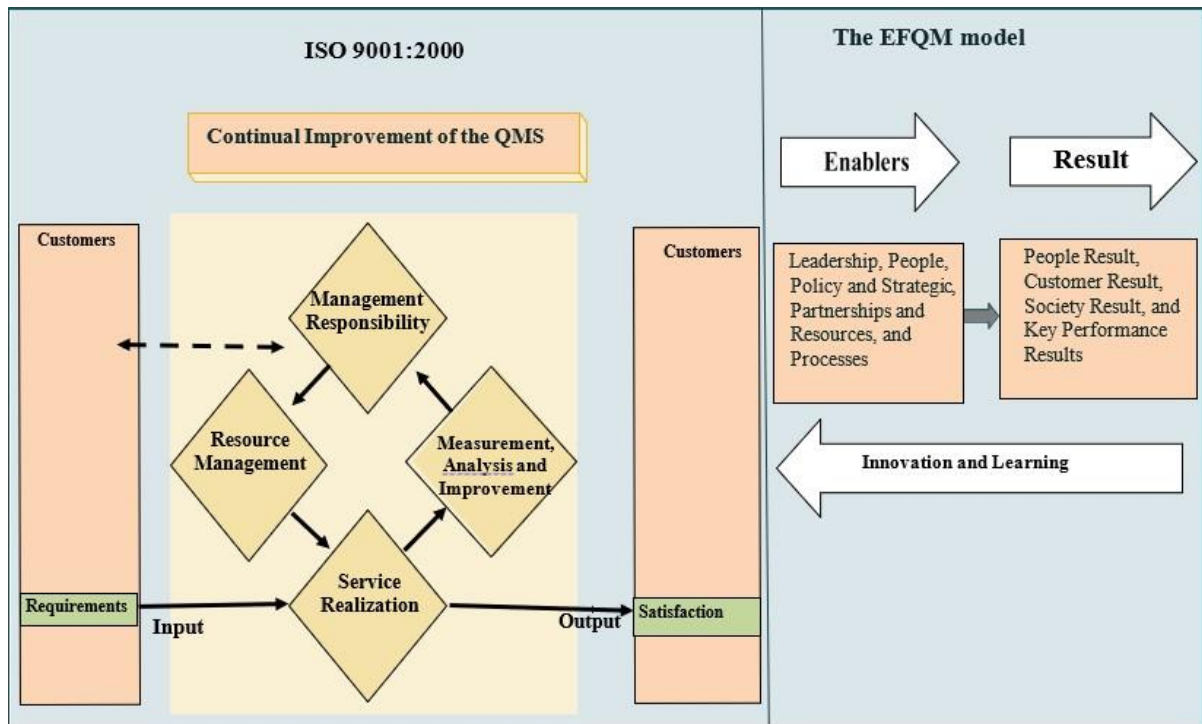 ISO 9001:2000
Continual Improvement of the QMS
Customers
Management
Responsibility
Resource
Management
Measurement,
Analysis and
Improvement
Service
Realization
Requirements
Input
Output
Customers
Satisfaction
The EFQM model
Enablers
Result
Leadership, People,
Policy and Strategic,
Partnerships and
Resources, and
Processes
People Result,
Customer Result,
Society Result, and
Key Performance
Results
Innovation and Learning